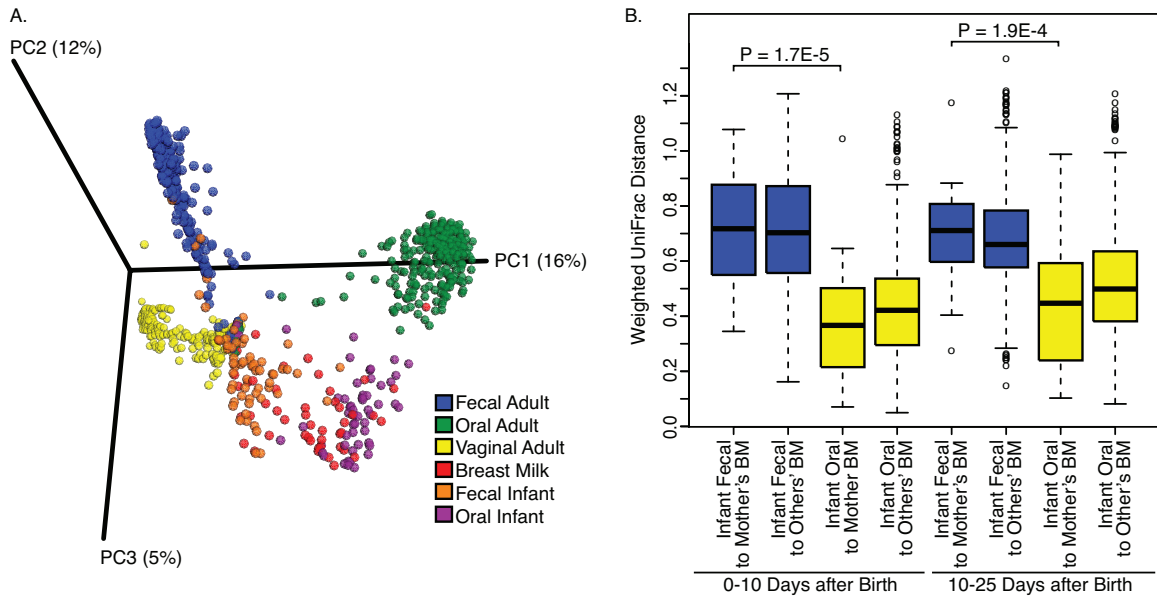 A.
PC2 (12%)
PC1 (16%)
PC3 (5%)
Fecal Adult
Oral Adult
Vaginal Adult
Breast Milk
Fecal Infant
Oral Infant
B.
P = 1.7E-5
P = 1.9E-4
Weighted UniFrac Distance
1.2
1.0
0.8
0.6
0.4
0.2
0.0
Infant Fecal
to Mother's BM
Infant Fecal
to Others' BM
Infant Oral
to Mother BM
Infant Oral
to Others' BM
Infant Fecal
to Mother's BM
Infant Fecal
to Others' BM
Infant Oral
to Mother's BM
Infant Oral
to Other's BM
0-10 Days after Birth
10-25 Days after Birth